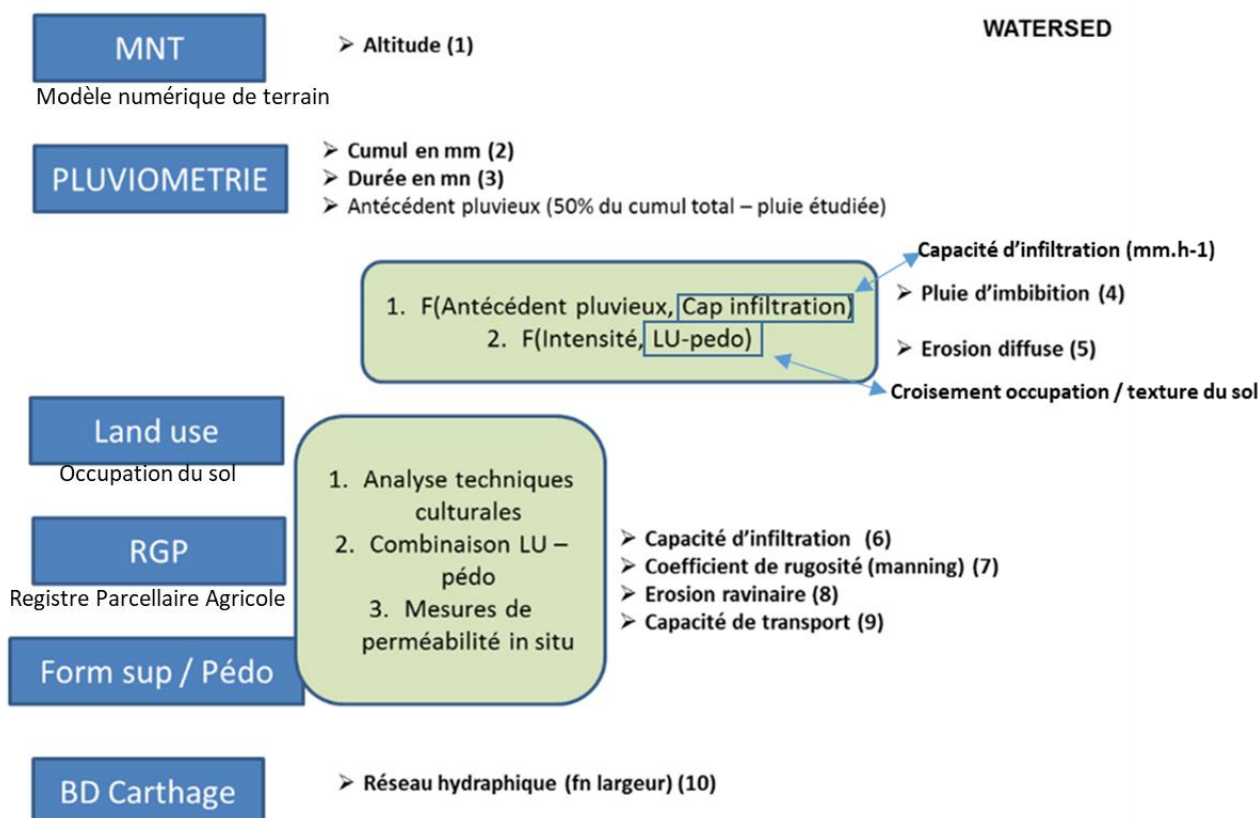 WATERSED
MNT
Modèle numérique de terrain
➢ Altitude (1)
PLUVIOMETRIE
➢ Cumul en mm (2)
➢ Durée en mn (3)
➢ Antécédent pluvieux (50% du cumul total – pluie étudiée)
1. F(Antécédent pluvieux, Cap infiltration)
2. F(Intensité, LU-pedo)
Capacité d’infiltration (mm.h-1)
➢ Pluie d’imbibition (4)
➢ Erosion diffuse (5)
Croisement occupation / texture du sol
Land use
Occupation du sol
RGP
Registre Parcellaire Agricole
Form sup / Pédo
1. Analyse techniques
culturales
2. Combinaison LU –
pédo
3. Mesures de
perméabilité in situ
➢ Capacité d’infiltration (6)
➢ Coefficient de rugosité (manning) (7)
➢ Erosion ravinaire (8)
➢ Capacité de transport (9)
BD Carthage
➢ Réseau hydraphique (fn largeur) (10)